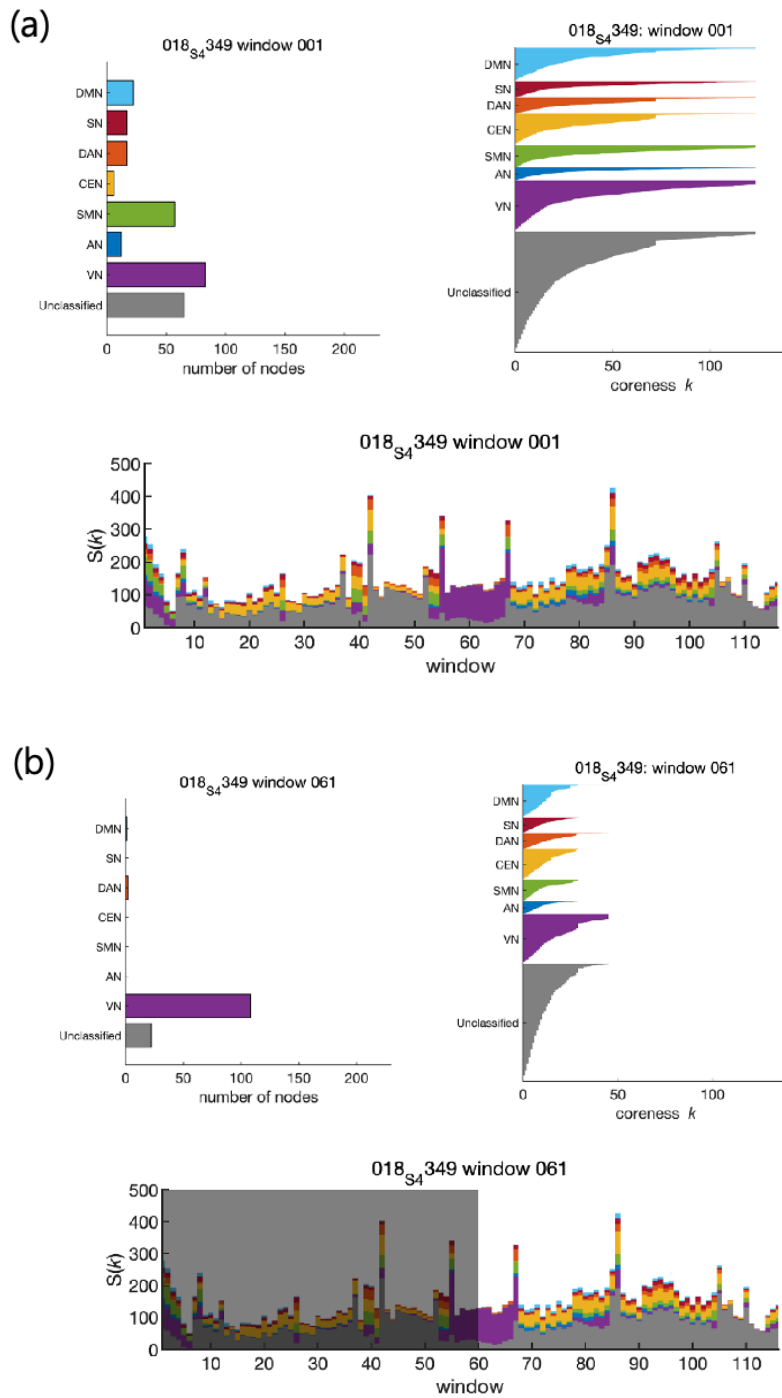 (a)
018S4349 window 001
DMN
SN
DAN
CEN
SMN
AN
VN
Unclassified
0 50 100 150 200
number of nodes
018S4349: window 001
DMN
SN
DAN
CEN
SMN
AN
VN
Unclassified
0 50 100
coreness k
018S4349 window 001
500
400
300
200
100
0
S(k)
10 20 30 40 50 60 70 80 90 100 110
window
(b)
018S4349 window 061
DMN
SN
DAN
CEN
SMN
AN
VN
Unclassified
0 50 100 150 200
number of nodes
018S4349: window 061
DMN
SN
DAN
CEN
SMN
AN
VN
Unclassified
0 50 100
coreness k
018S4349 window 061
500
400
300
200
100
0
S(k)
10 20 30 40 50 60 70 80 90 100 110
window